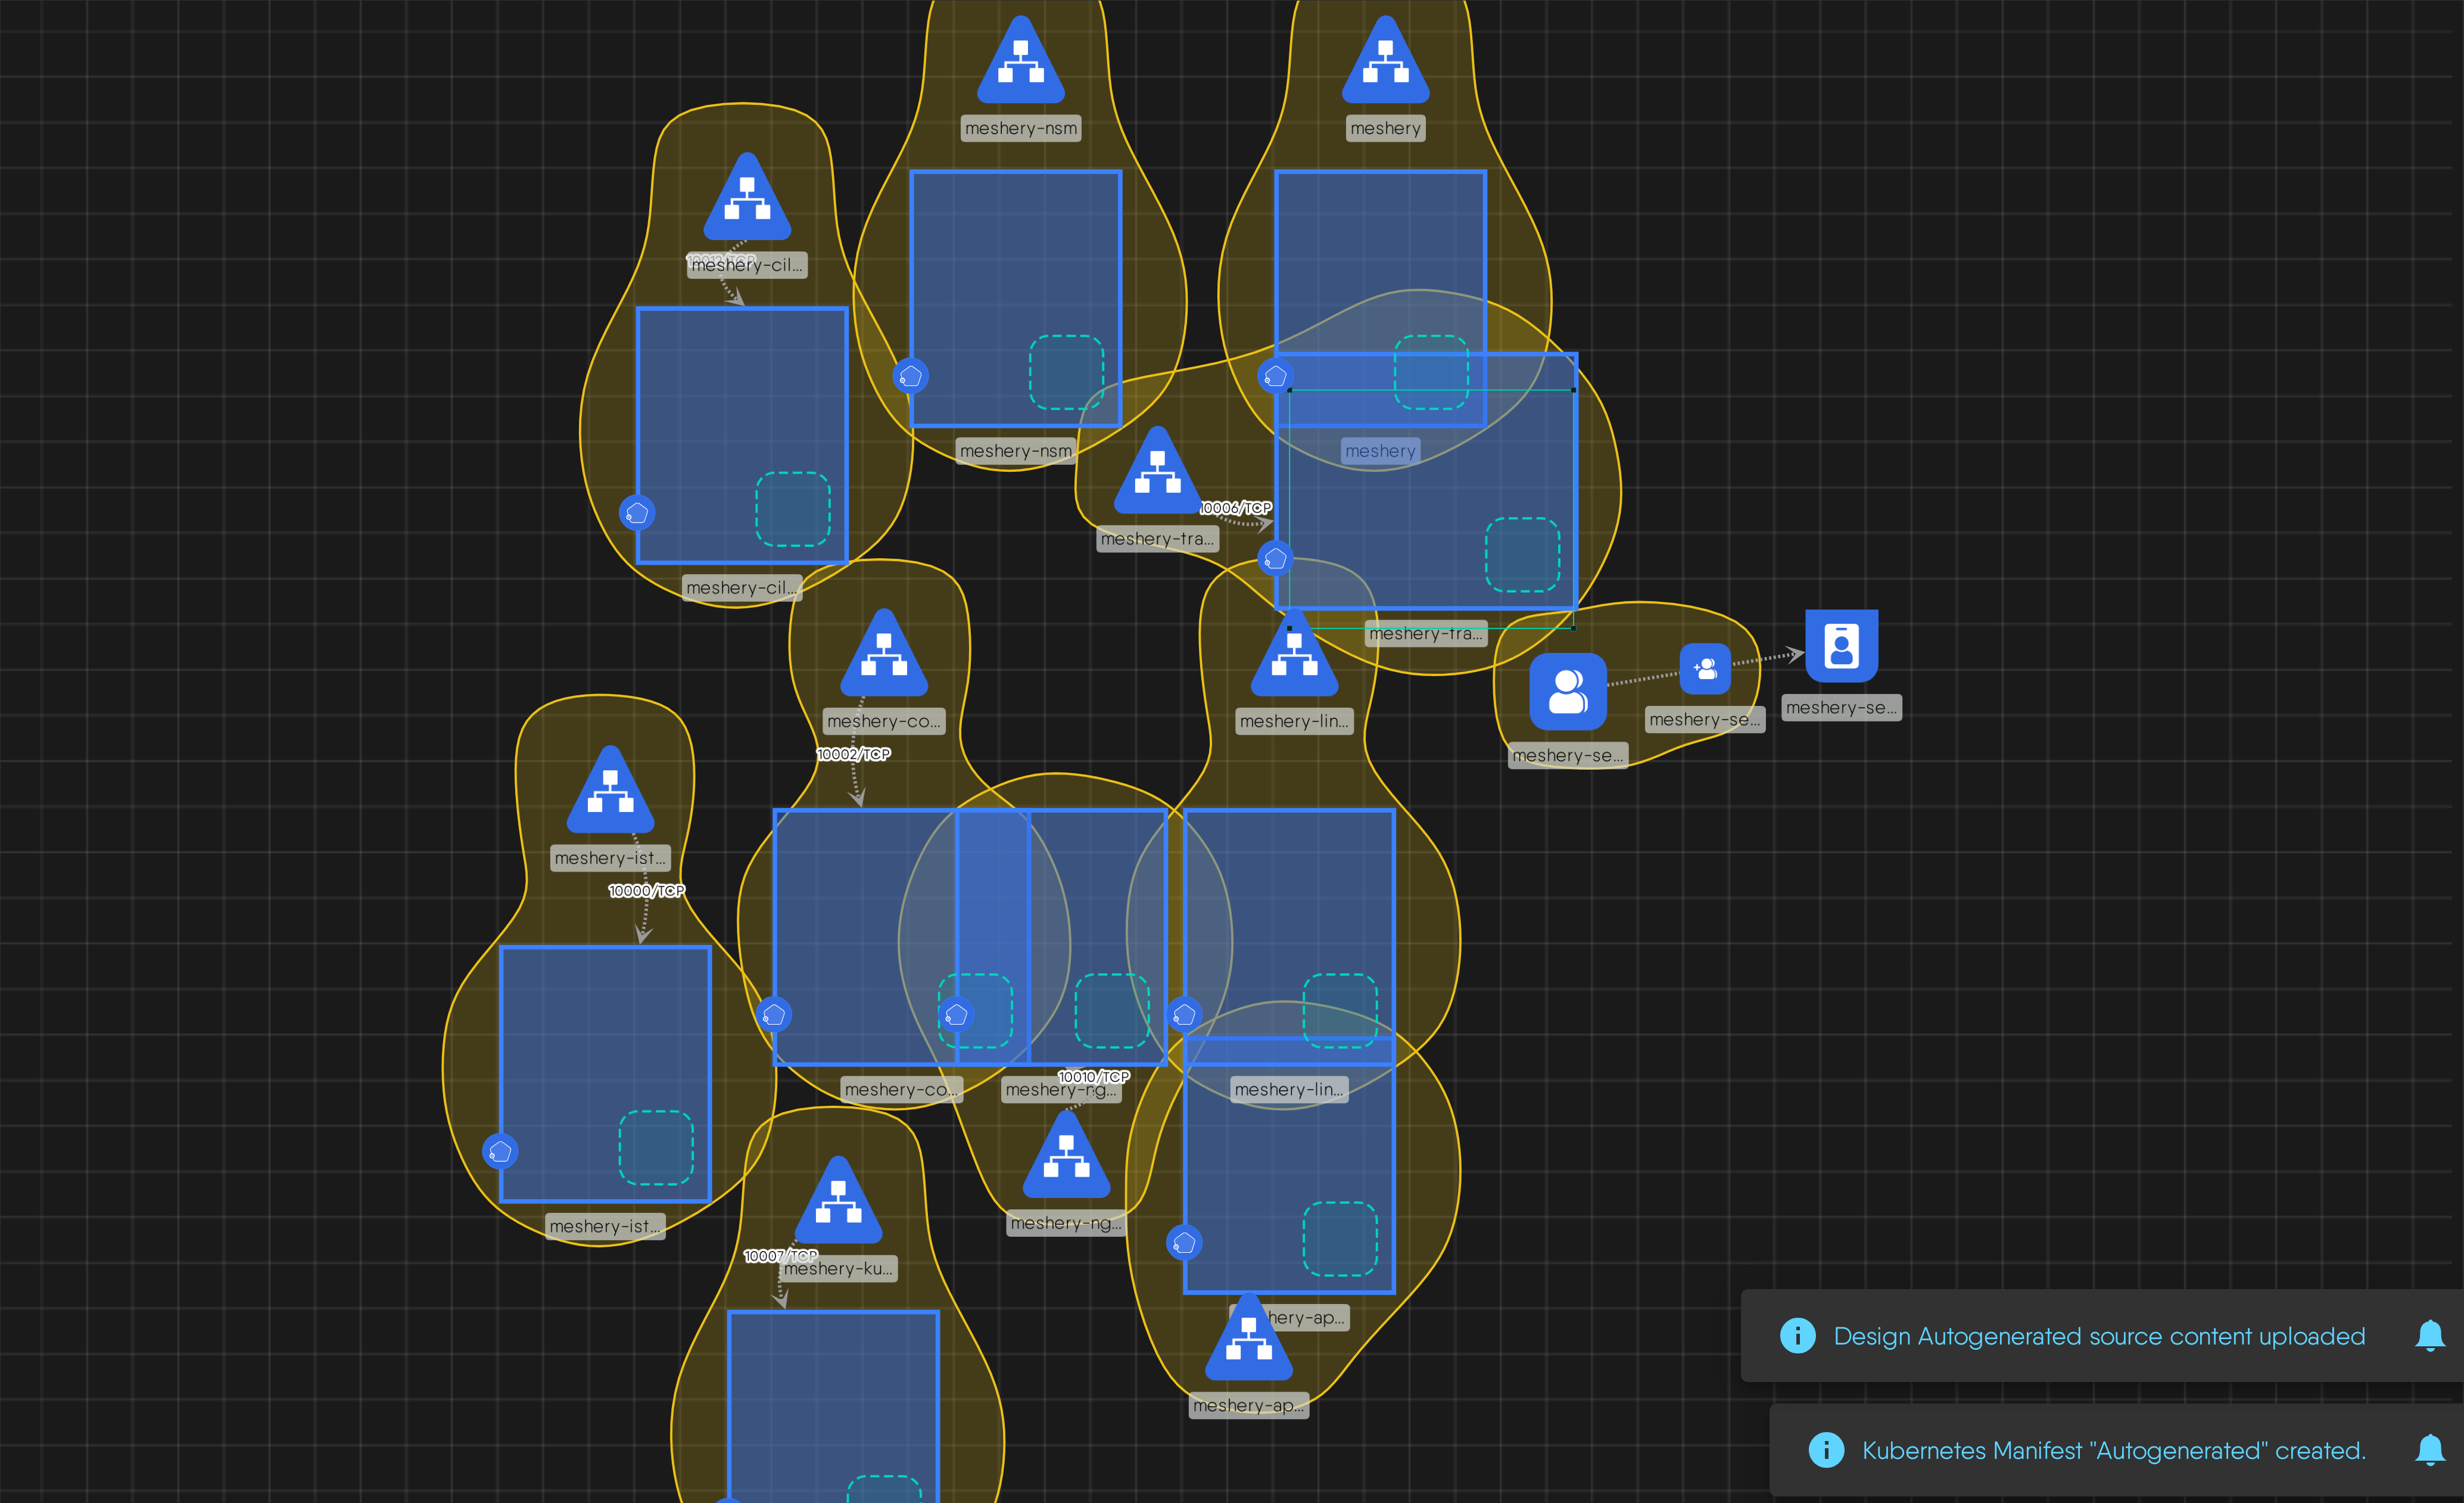 meshery-nsm
meshery
meshery-cil...
meshery-nsm
meshery
10006/TCP
meshery-tra...
meshery-cil...
meshery-tra...
meshery-se...
meshery-se...
meshery-se...
meshery-co...
meshery-lin...
10002/TCP
meshery-ist...
10000/TCP
10010/TCP
meshery-co...
meshery-ng...
meshery-lin...
meshery-ist...
meshery-ng...
10007/TCP
meshery-ku...
hery-ap...
meshery-ap...
Design Autogenerated source content uploaded
Kubernetes Manifest "Autogenerated" created.